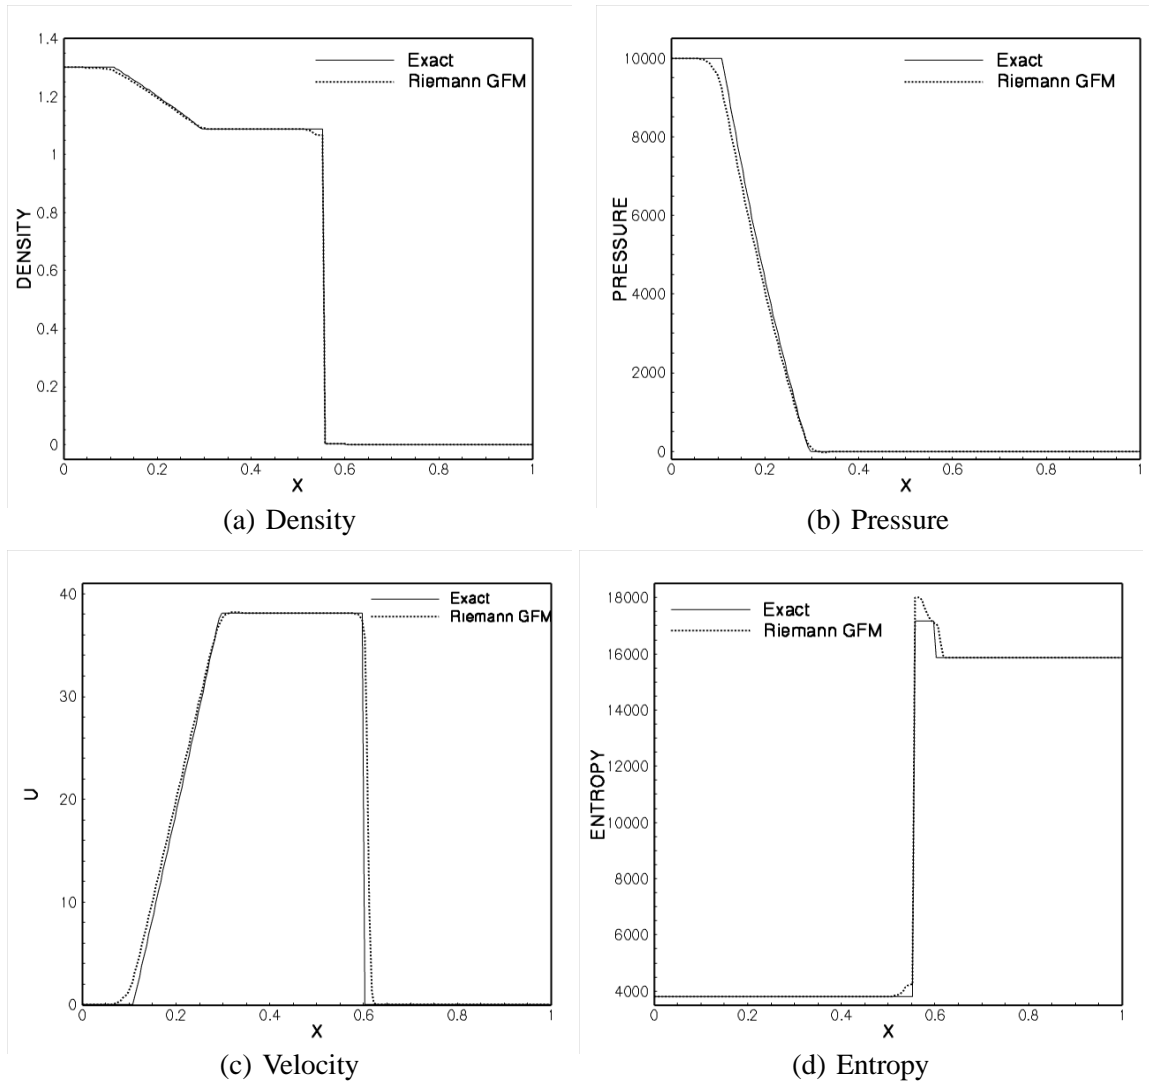 1.4
1.2
1
0.8
0.6
0.4
0.2
0
DENSITY
Exact
Riemann GFM
0 0.2 0.4 0.6 0.8 1
X
(a) Density
10000
8000
6000
4000
2000
0
PRESSURE
Exact
Riemann GFM
0 0.2 0.4 0.6 0.8 1
X
(b) Pressure
40
30
20
10
0
U
Exact
Riemann GFM
0 0.2 0.4 0.6 0.8 1
X
(c) Velocity
18000
16000
14000
12000
10000
8000
6000
4000
ENTROPY
Exact
Riemann GFM
0 0.2 0.4 0.6 0.8 1
X
(d) Entropy